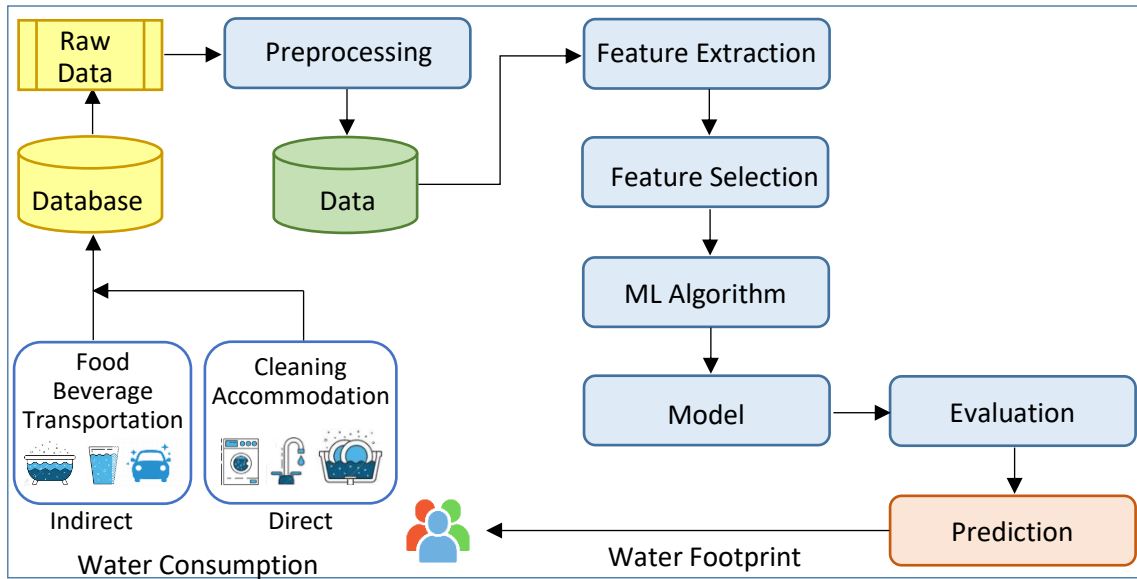 Raw
Data
Preprocessing
Feature Extraction
Database
Data
Feature Selection
ML Algorithm
Food
Beverage
Transportation
Cleaning
Accommodation
Model
Evaluation
Indirect
Direct
Prediction
Water Consumption
Water Footprint